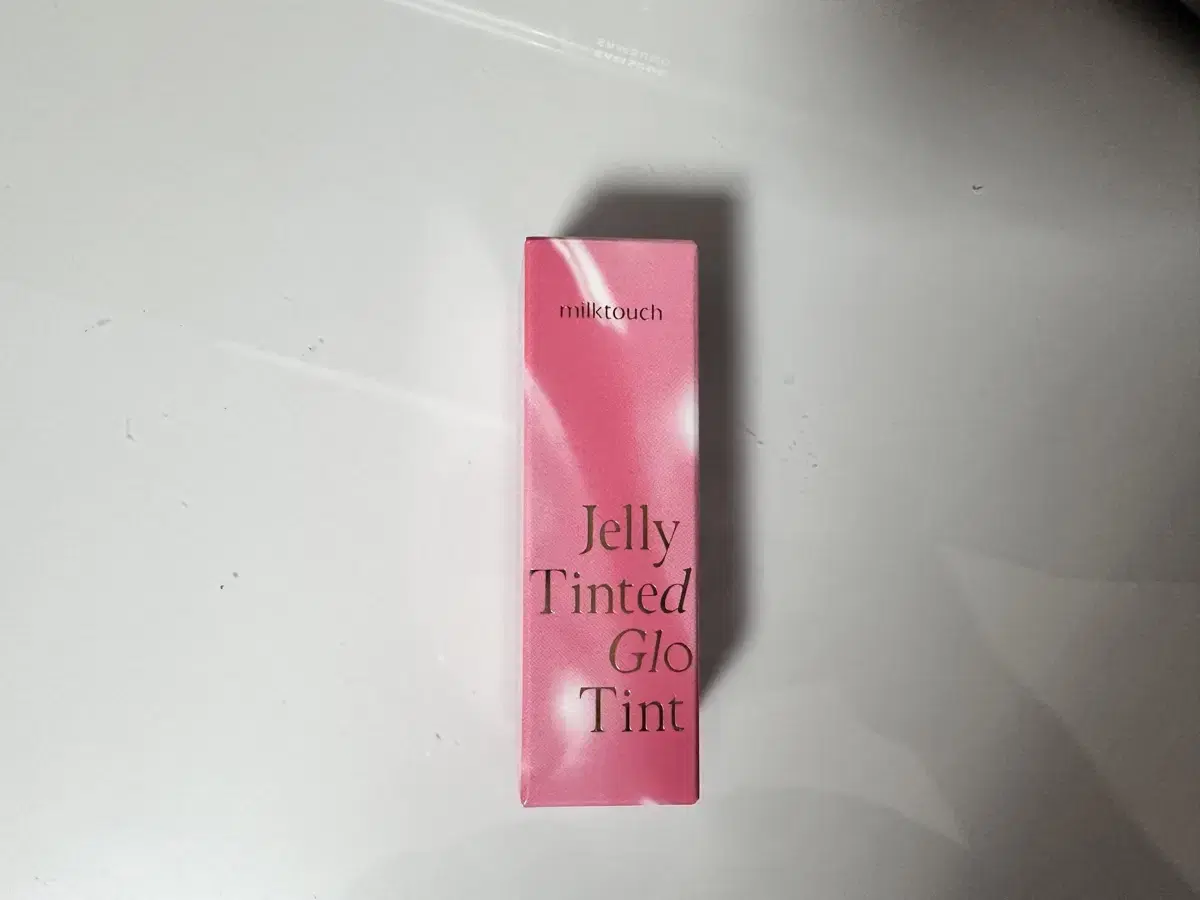 milktouch
Jelly
Tinted
Glo
Tint